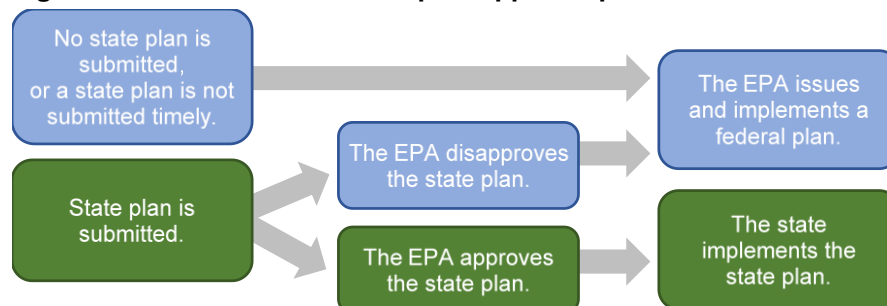 No state plan is
submitted,
or a state plan is not
submitted timely.
The EPA issues
and implements a
federal plan.
The EPA disapproves
the state plan.
State plan is
submitted.
The EPA approves
the state plan.
The state
implements the
state plan.